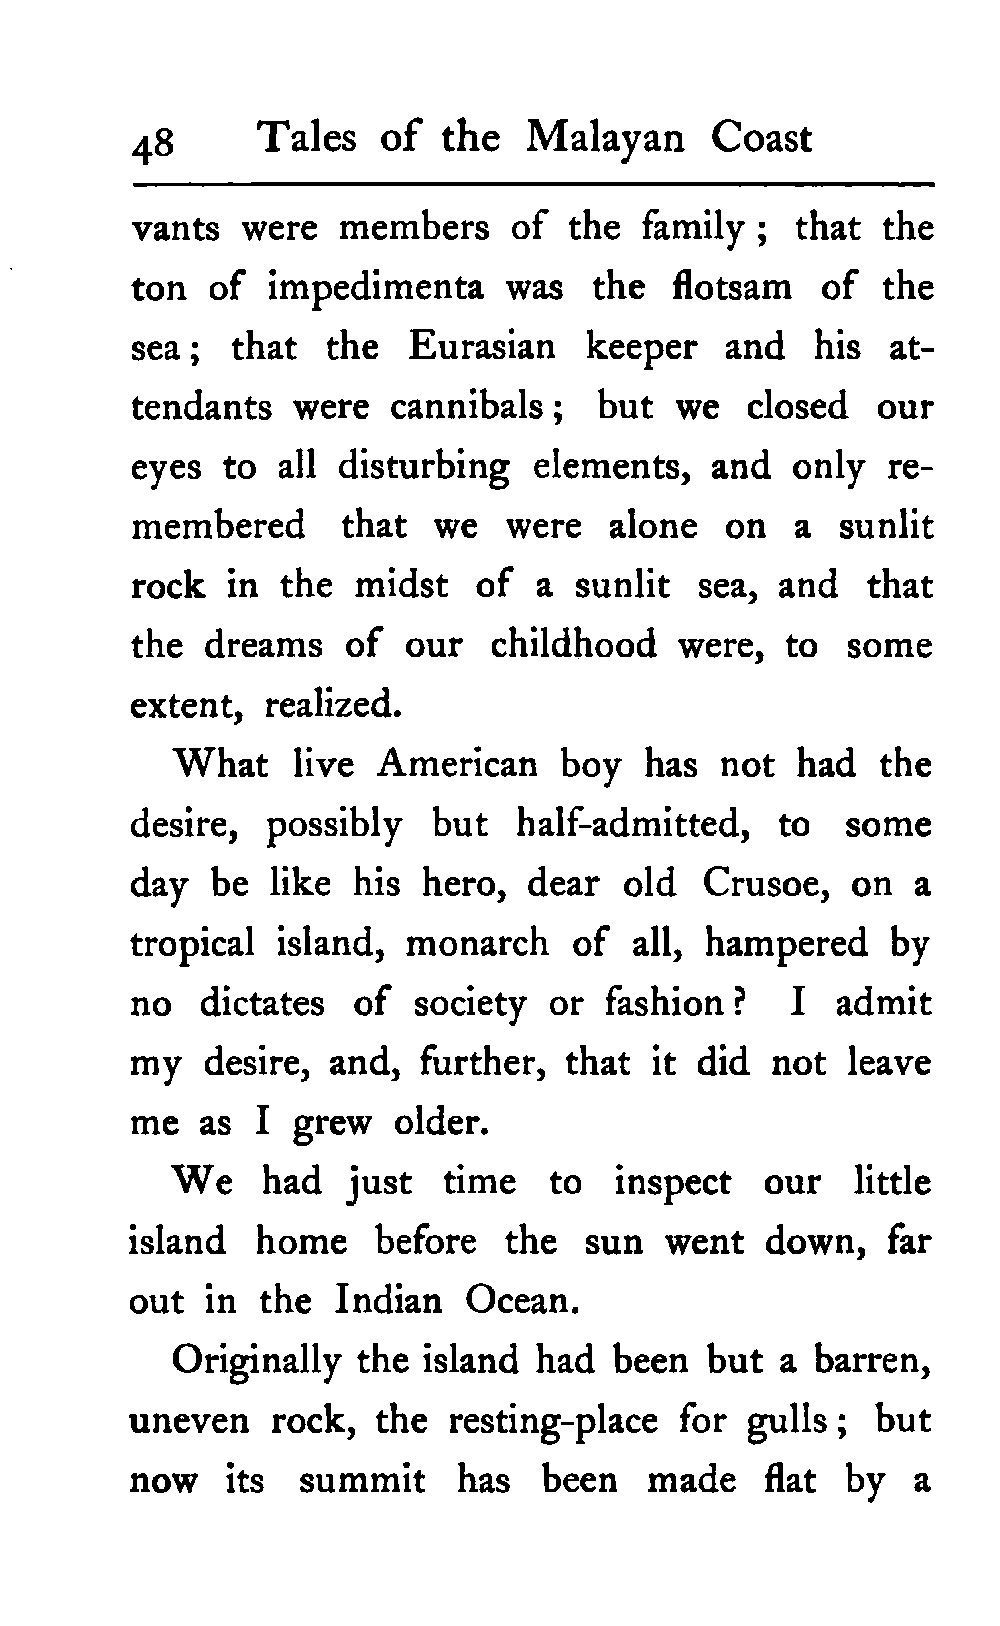 48 Tales of the Malayan Coast
vants were members of the family ; that the
ton of impedimenta was the flotsam of the
sea ; that the Eurasian keeper and his at-
tendants were cannibals ; but we closed our
eyes to all disturbing elements, and only re-
membered that we were alone on a sunlit
rock in the midst of a sunlit sea, and that
the dreams of our childhood were, to some
extent, realized.
What live American boy has not had the
desire, possibly but half-admitted, to some
day be like his hero, dear old Crusoe, on a
tropical island, monarch of all, hampered by
no dictates of society or fashion ? I admit
my desire, and, further, that it did not leave
me as I grew older.
We had just time to inspect our little
island home before the sun went down, far
out in the Indian Ocean.
Originally the island had been but a barren,
uneven rock, the resting-place for gulls ; but
now its summit has been made flat by a